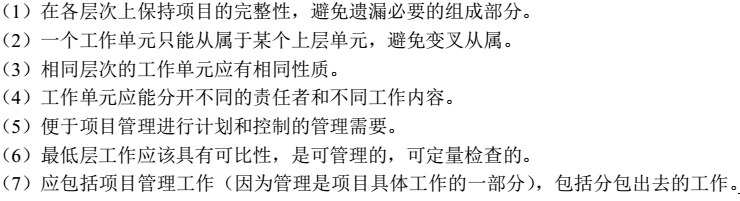 （1）在各层次上保持项目的完整性，避免遗漏必要的组成部分。
（2）一个工作单元只能从属于某个上层单元，避免变叉从属。
（3）相同层次的工作单元应有相同性质。
（4）工作单元应能分开不同的责任者和不同工作内容。
（5）便于项目管理进行计划和控制的管理需要。
（6）最低层工作应该具有可比性，是可管理的，可定量检查的。
（7）应包括项目管理工作（因为管理是项目具体工作的一部分），包括分包出去的工作。